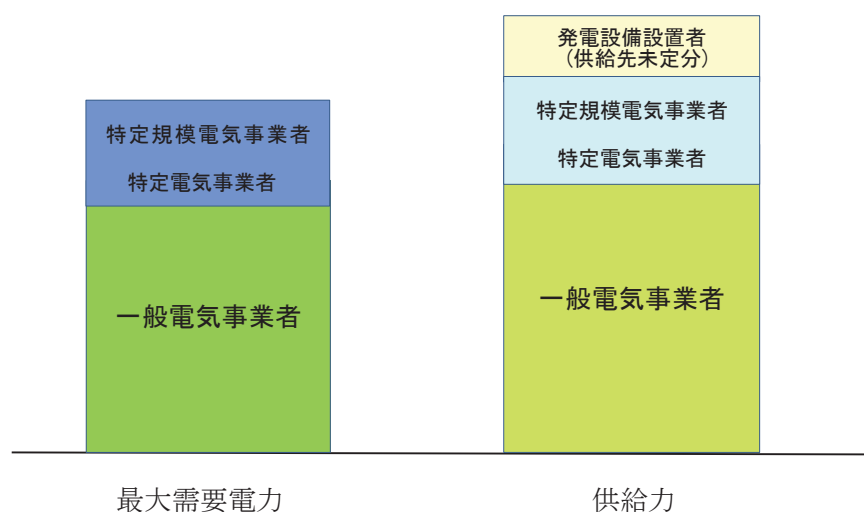 特定規模電気事業者
特定電気事業者
一般電気事業者
最大需要電力
発電設備設置者
(供給先未定分)
特定規模電気事業者
特定電気事業者
一般電気事業者
供給力